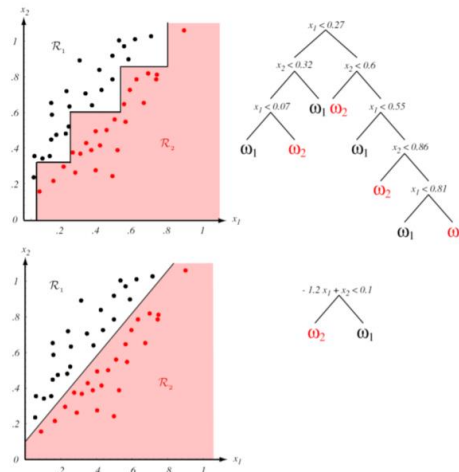 x₂
1
.8
.6
.4
.2
0
.2 .4 .6 .8 1
x₁
R₁
R₂
x₁ < 0.27
x₂ < 0.32 x₂ < 0.6
x₁ < 0.07 ω₁ ω₂ x₁ < 0.55
ω₁ ω₂ ω₁ x₂ < 0.86
ω₂ x₁ < 0.81
ω₁ ω
x₂
1
.8
.6
.4
.2
0
.2 .4 .6 .8 1
x₁
R₁
R₂
- 1.2 x₁ + x₂ < 0.1
ω₂ ω₁